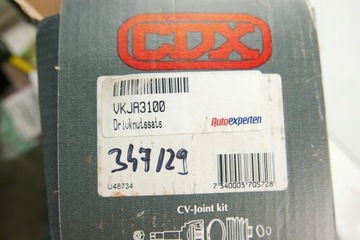 CDX
VKJA3100
Drivknutssats
Autoexperten
347/29
U48734
7 340003 705728
CV-Joint kit